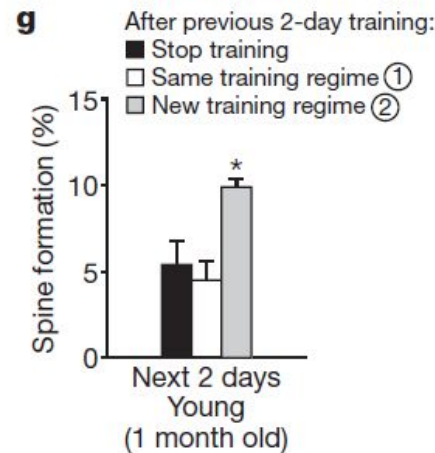 g
After previous 2-day training:
Stop training
Same training regime ①
New training regime ②
15
10
5
0
Spine formation (%)
*
Next 2 days
Young
(1 month old)